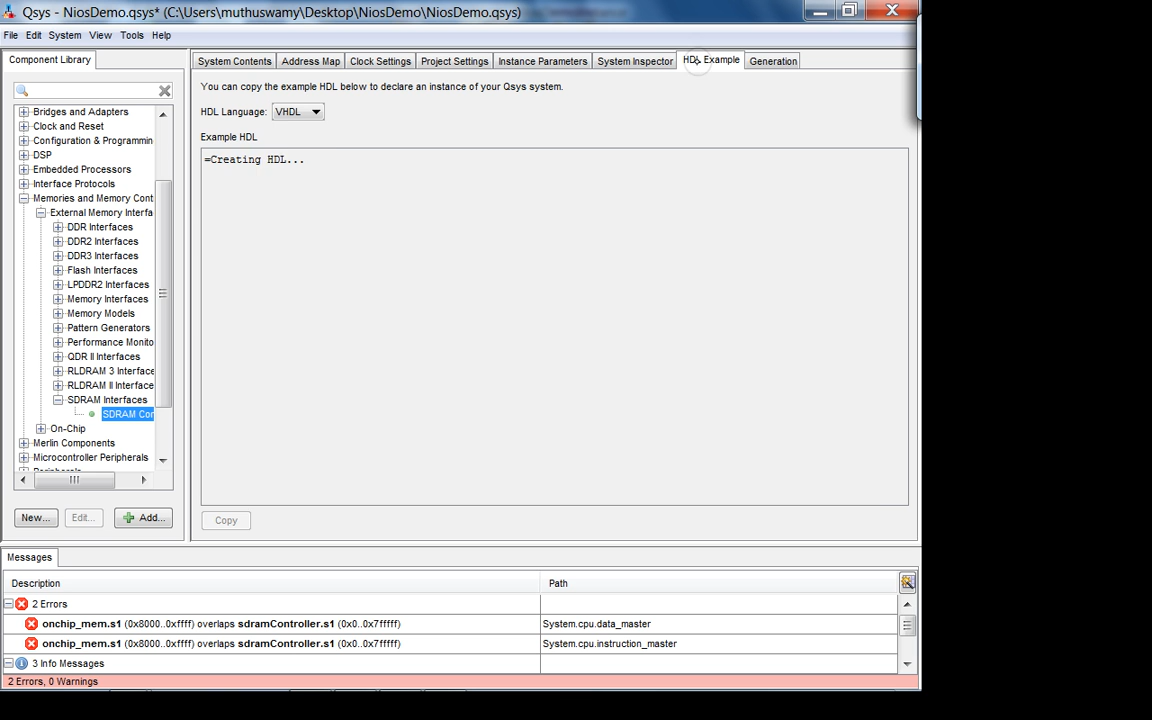 Qsys - NiosDemo.qsys* (C:\Users\muthuswamy\Desktop\NiosDemo\NiosDemo.qsys)
File Edit System View Tools Help
Component Library
Bridges and Adapters
Clock and Reset
Configuration & Programmin
DSP
Embedded Processors
Interface Protocols
Memories and Memory Cont
External Memory Interfa
DDR Interfaces
DDR2 Interfaces
DDR3 Interfaces
Flash Interfaces
LPDDR2 Interfaces
Memory Interfaces
Memory Models
Pattern Generators
Performance Monito
QDR II Interfaces
RLDRAM 3 Interface
RLDRAM II Interface
SDRAM Interfaces
SDRAM Con
On-Chip
Merlin Components
Microcontroller Peripherals
Peripherals
New... Edit... Add...
System Contents Address Map Clock Settings Project Settings Instance Parameters System Inspector HDL Example Generation
You can copy the example HDL below to declare an instance of your Qsys system.
HDL Language: VHDL
Example HDL
=Creating HDL...
Copy
Messages
Description Path
2 Errors
onchip_mem.s1 (0x8000..0xffff) overlaps sdramController.s1 (0x0..0x7fffff) System.cpu.data_master
onchip_mem.s1 (0x8000..0xffff) overlaps sdramController.s1 (0x0..0x7fffff) System.cpu.instruction_master
3 Info Messages
2 Errors, 0 Warnings